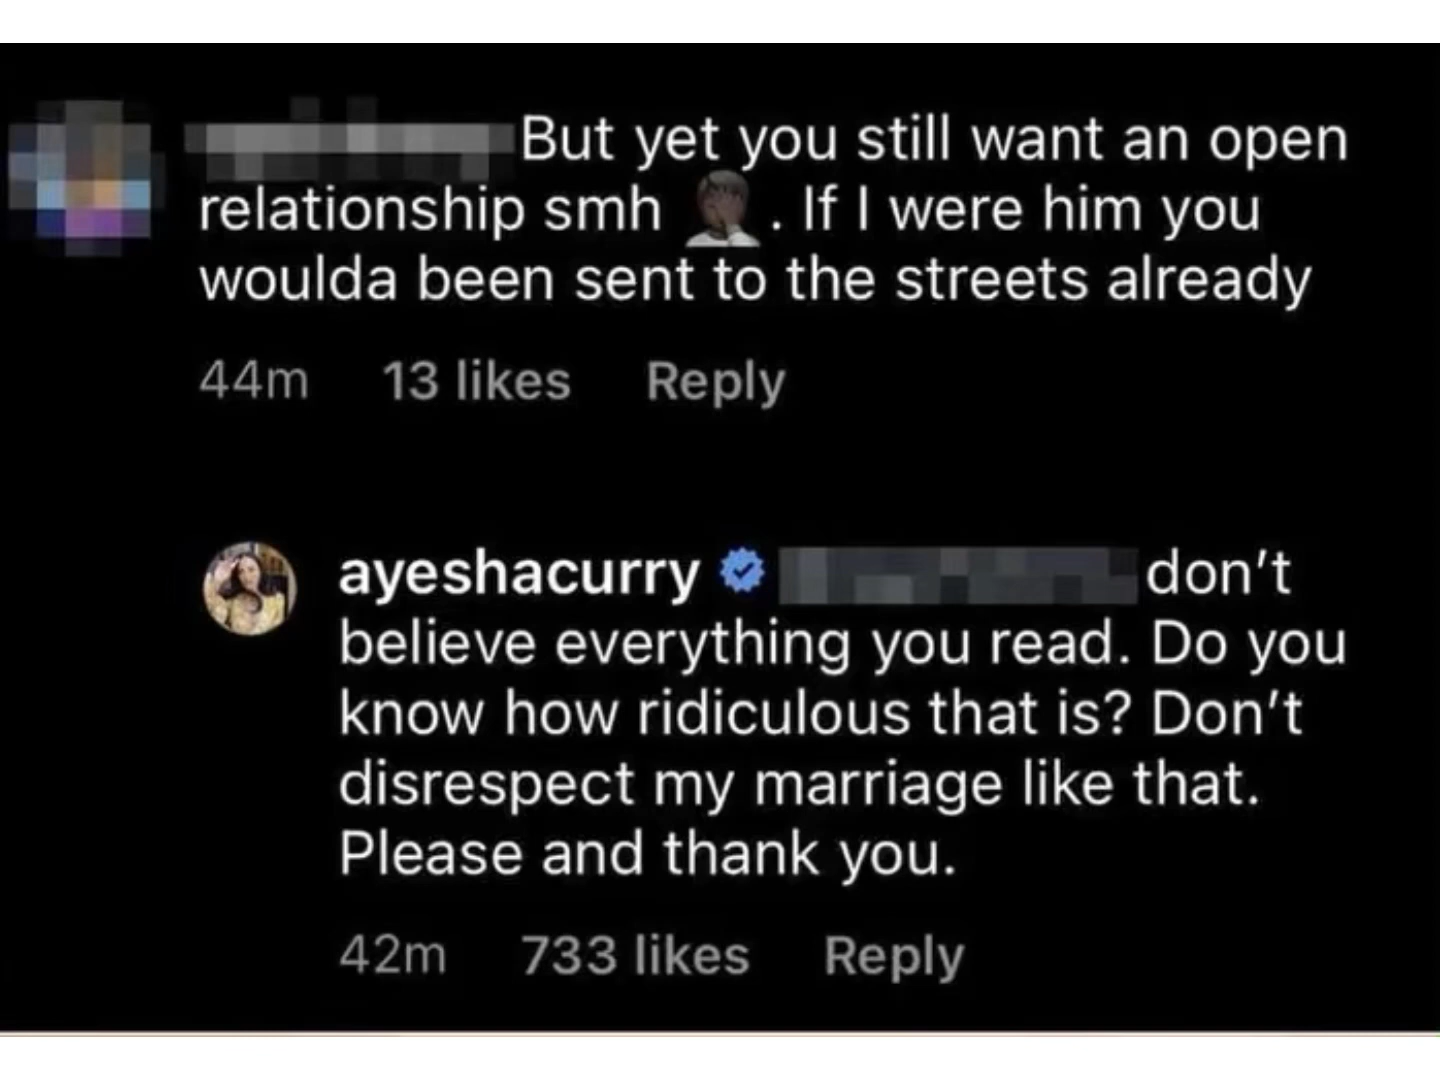 But yet you still want an open
relationship smh 🤦🏿. If I were him you
woulda been sent to the streets already
44m 13 likes Reply
ayeshacurry don't
believe everything you read. Do you
know how ridiculous that is? Don't
disrespect my marriage like that.
Please and thank you.
42m 733 likes Reply